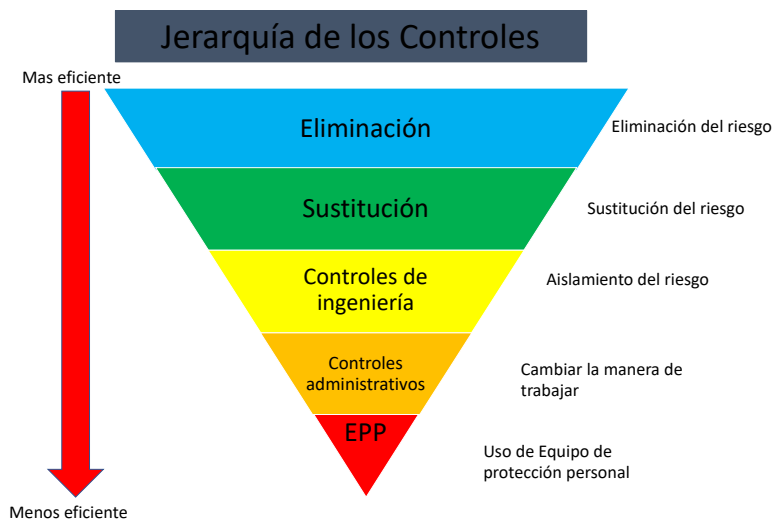 Jerarquía de los Controles
Mas eficiente
Eliminación
Eliminación del riesgo
Sustitución
Sustitución del riesgo
Controles de
ingeniería
Aislamiento del riesgo
Controles
administrativos
Cambiar la manera de
trabajar
EPP
Uso de Equipo de
protección personal
Menos eficiente